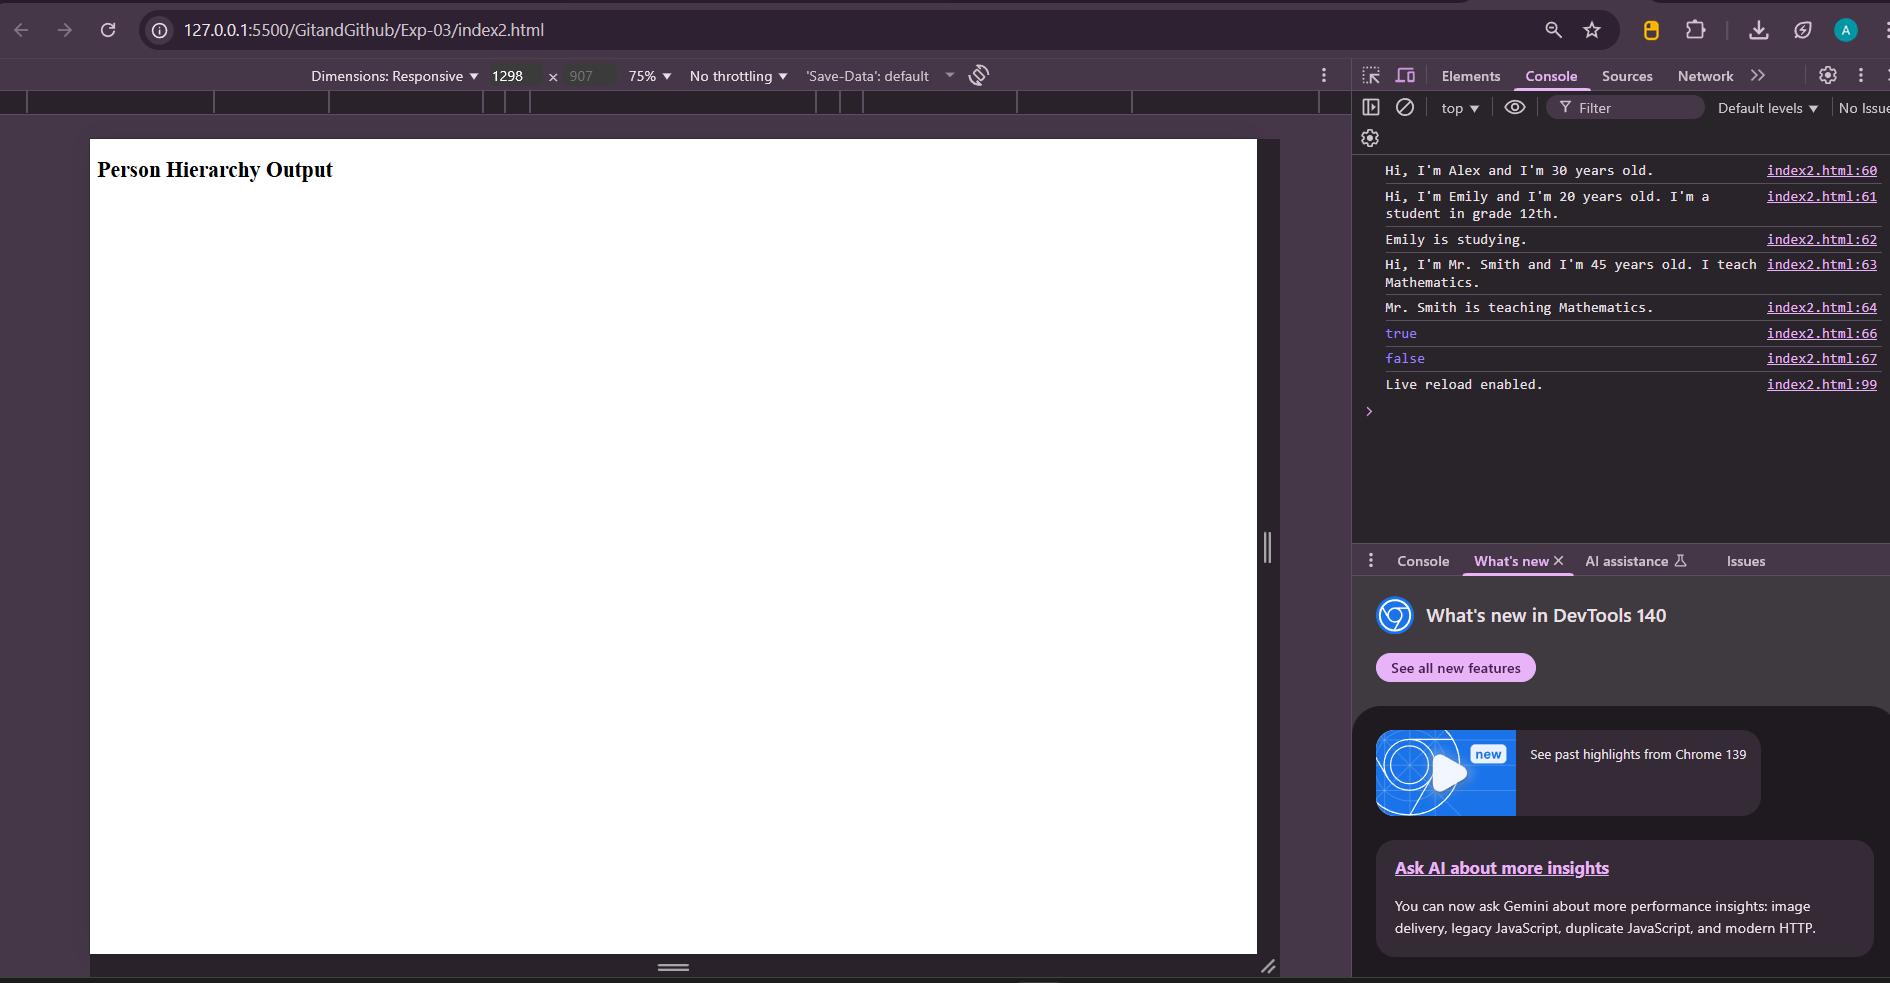 127.0.0.1:5500/GitandGithub/Exp-03/index2.html
A
Dimensions: Responsive ▼ 1298 × 907 75% ▼ No throttling ▼ 'Save-Data': default
Elements Console Sources Network
top ▼ Filter Default levels ▼ No Issue
Person Hierarchy Output
Hi, I'm Alex and I'm 30 years old. index2.html:60
Hi, I'm Emily and I'm 20 years old. I'm a index2.html:61
student in grade 12th.
Emily is studying. index2.html:62
Hi, I'm Mr. Smith and I'm 45 years old. I teach index2.html:63
Mathematics.
Mr. Smith is teaching Mathematics. index2.html:64
true index2.html:66
false index2.html:67
Live reload enabled. index2.html:99
Console What's new AI assistance Issues
What's new in DevTools 140
See all new features
new
See past highlights from Chrome 139
Ask AI about more insights
You can now ask Gemini about more performance insights: image
delivery, legacy JavaScript, duplicate JavaScript, and modern HTTP.